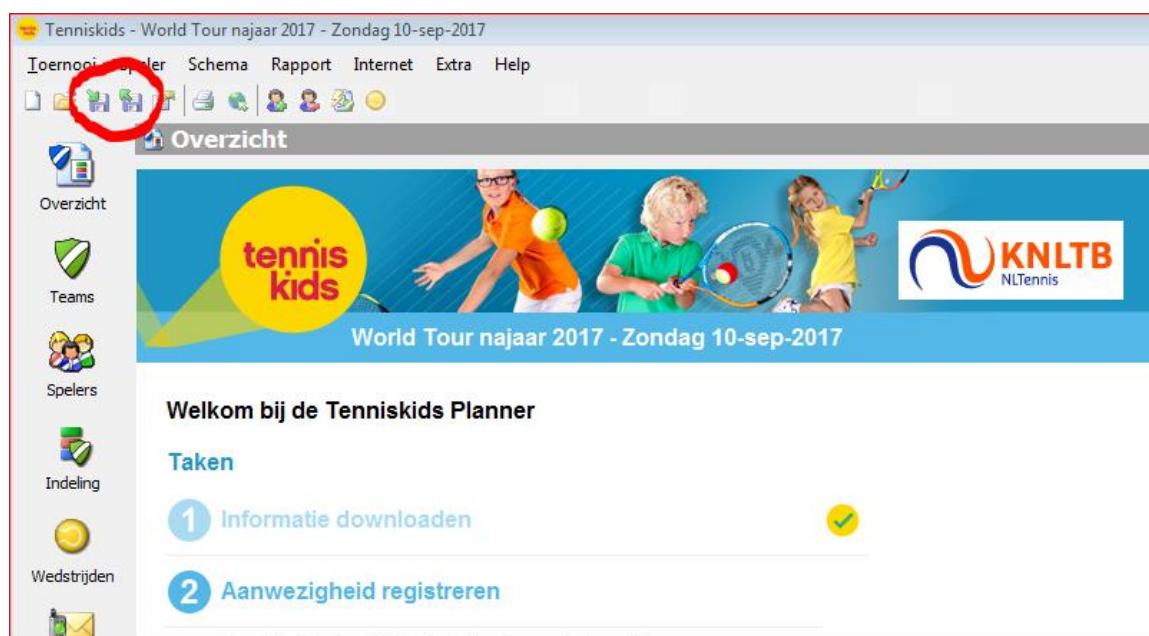 Tenniskids - World Tour najaar 2017 - Zondag 10-sep-2017
Toernooi Speler Schema Rapport Internet Extra Help
Overzicht
Overzicht
tennis
kids
KNLTB
NLTennis
World Tour najaar 2017 - Zondag 10-sep-2017
Teams
Spelers
Welkom bij de Tenniskids Planner
Taken
Indeling
1 Informatie downloaden
Wedstrijden
2 Aanwezigheid registreren